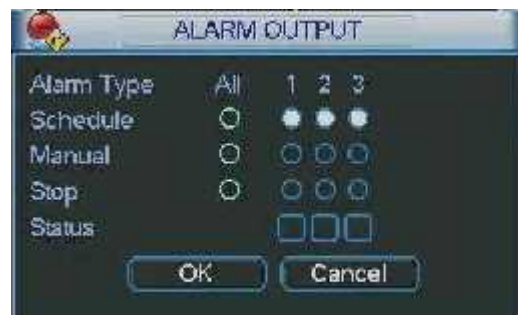 ALARM OUTPUT
Alarm Type All 1 2 3
Schedule
Manual
Stop
Status
OK Cancel